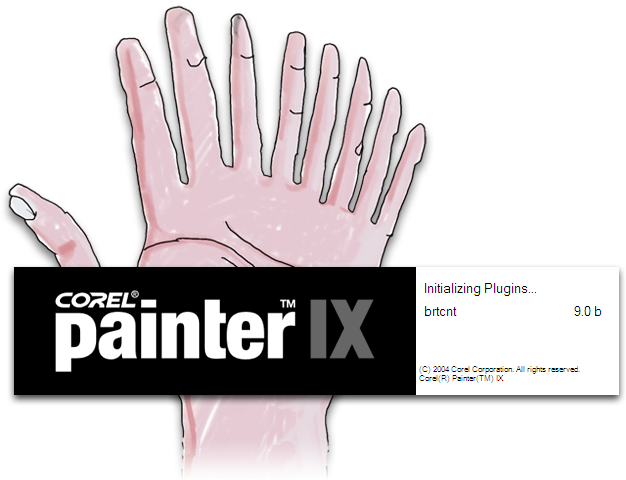 COREL®
painter™ IX
Initializing Plugins...
brtcnt 9.0 b
(C) 2004 Corel Corporation. All rights reserved.
Corel(R) Painter(TM) IX